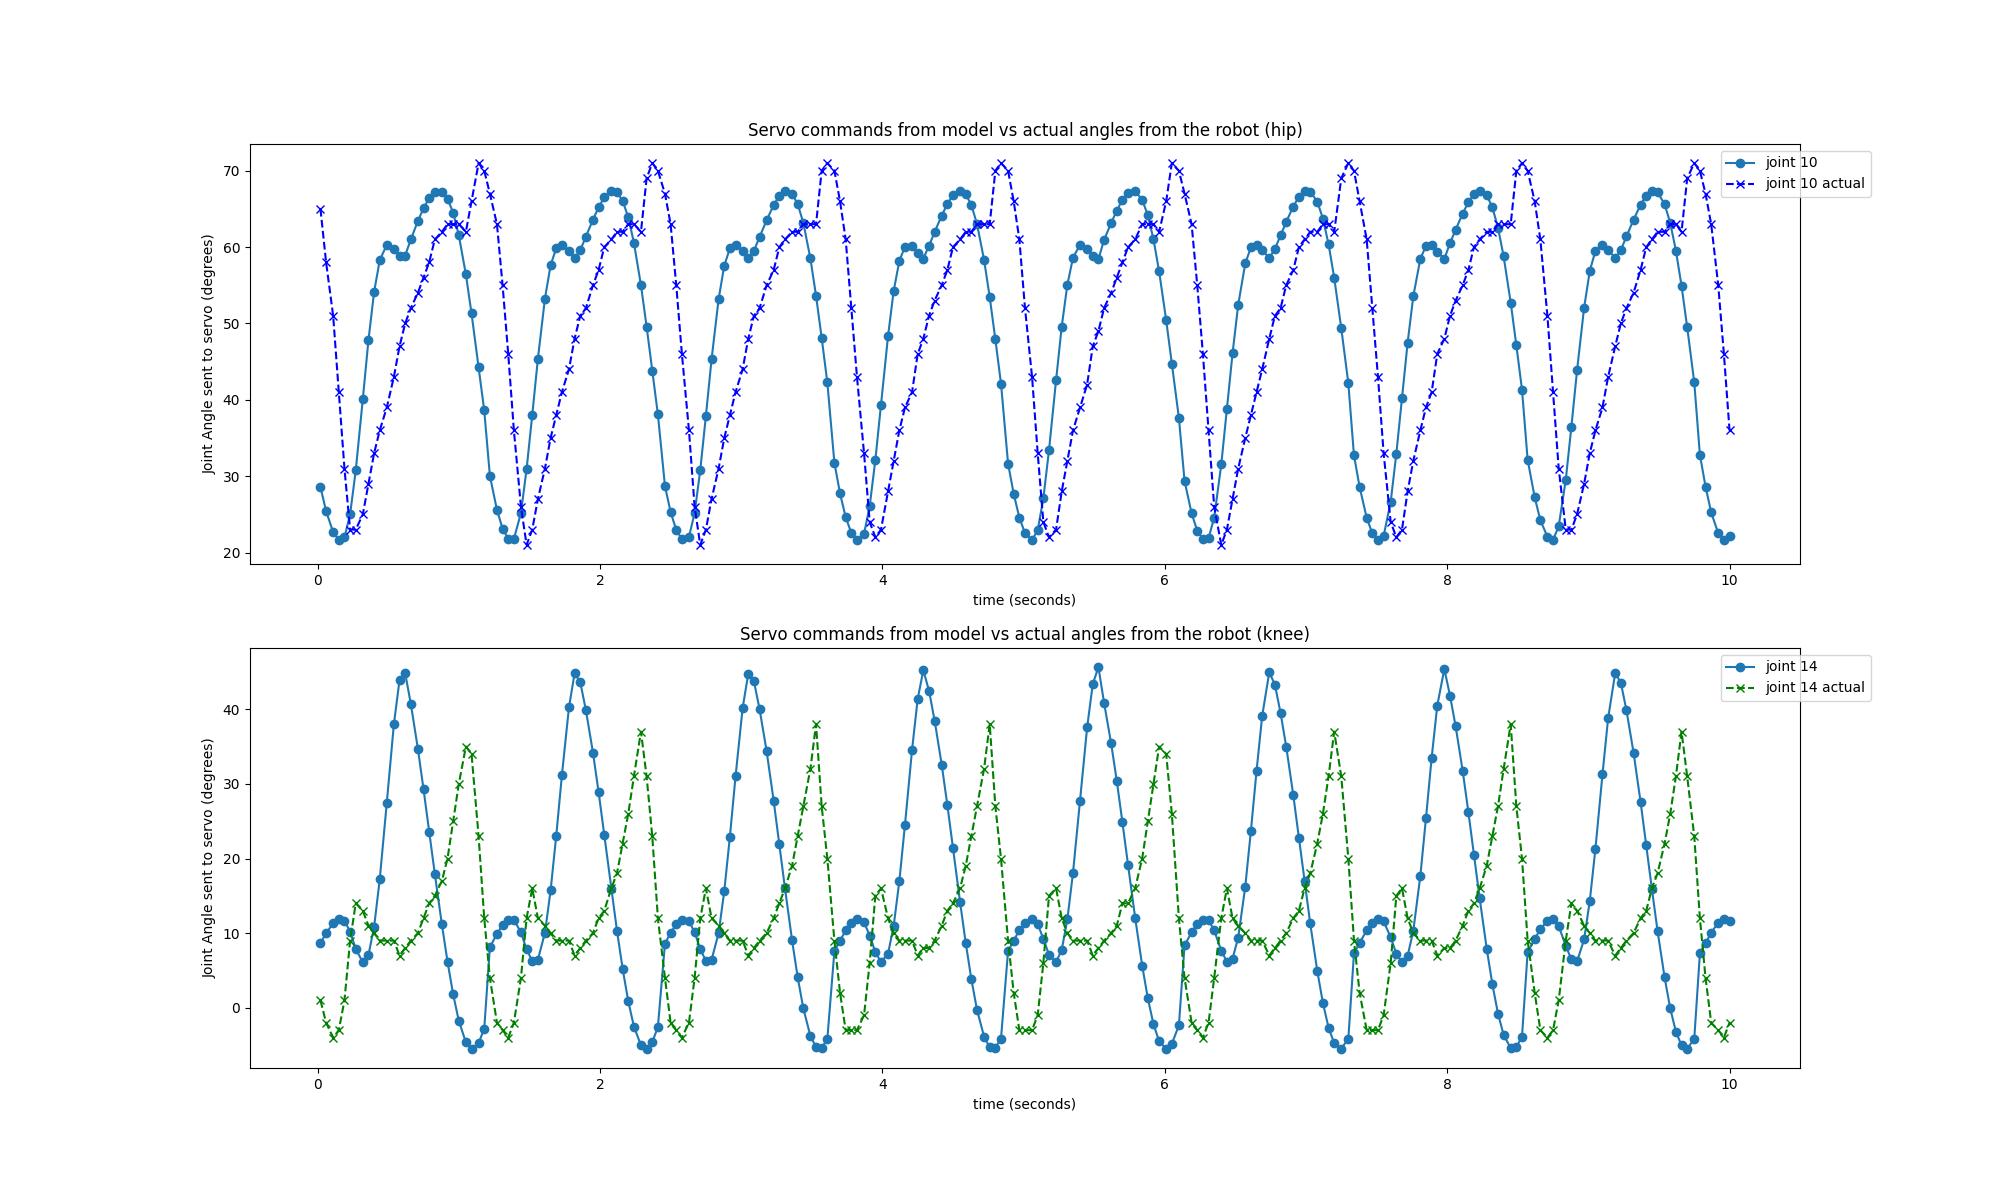 Servo commands from model vs actual angles from the robot (hip)
joint 10
joint 10 actual
Joint Angle sent to servo (degrees)
70
60
50
40
30
20
0 2 4 6 8 10
time (seconds)
Servo commands from model vs actual angles from the robot (knee)
joint 14
joint 14 actual
Joint Angle sent to servo (degrees)
40
30
20
10
0
0 2 4 6 8 10
time (seconds)